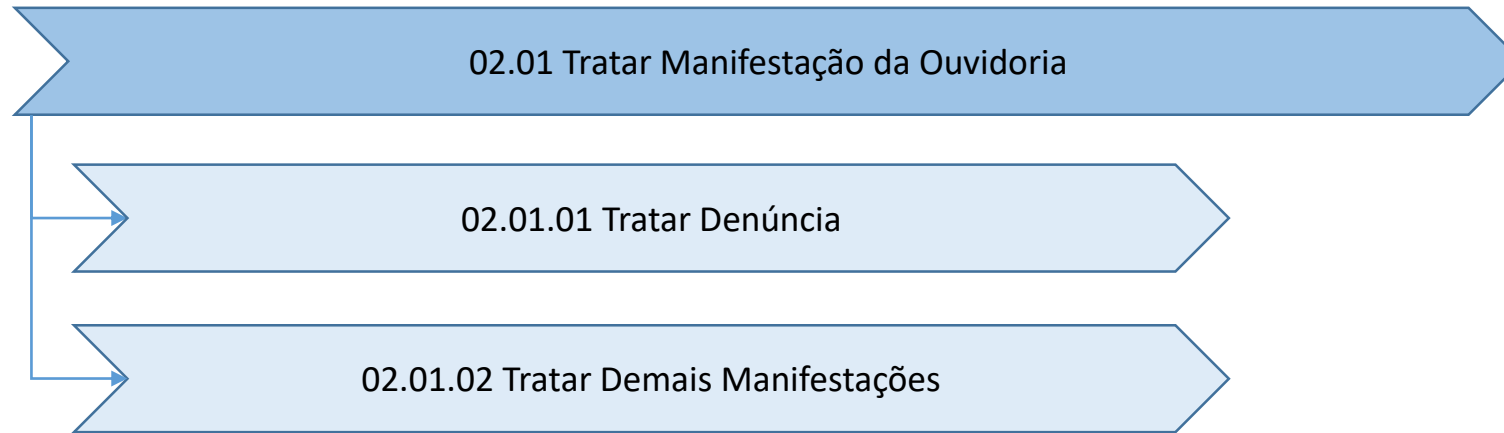 02.01 Tratar Manifestação da Ouvidoria
02.01.01 Tratar Denúncia
02.01.02 Tratar Demais Manifestações